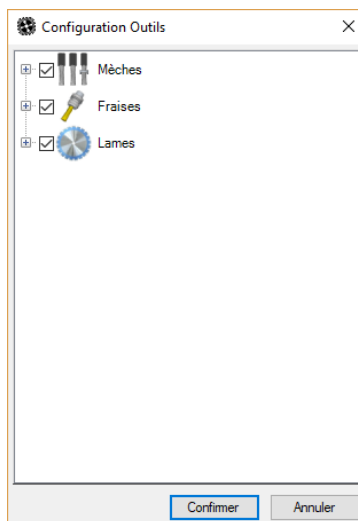 Configuration Outils
Mèches
Fraises
Lames
Confirmer Annuler